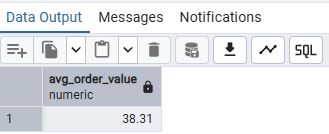 Data Output Messages Notifications
SQL
avg_order_value
numeric
1 38.31